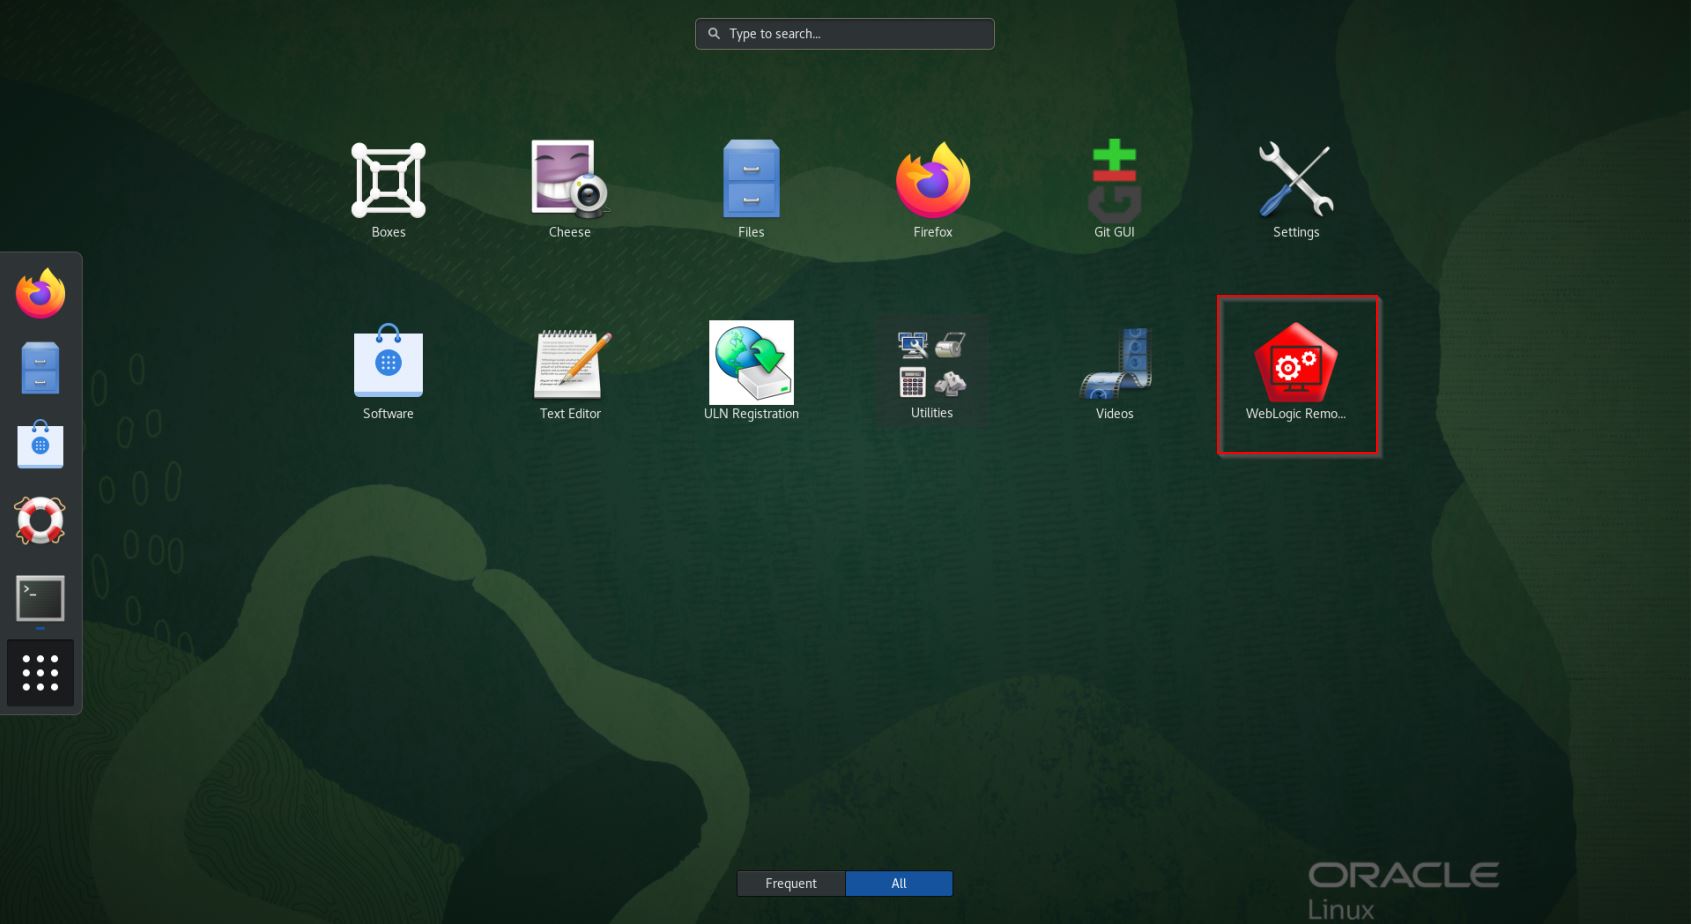 Type to search...
Boxes
Cheese
Files
Firefox
Git GUI
Settings
Software
Text Editor
ULN Registration
Utilities
Videos
WebLogic Remo...
Frequent
All
ORACLE
Linux